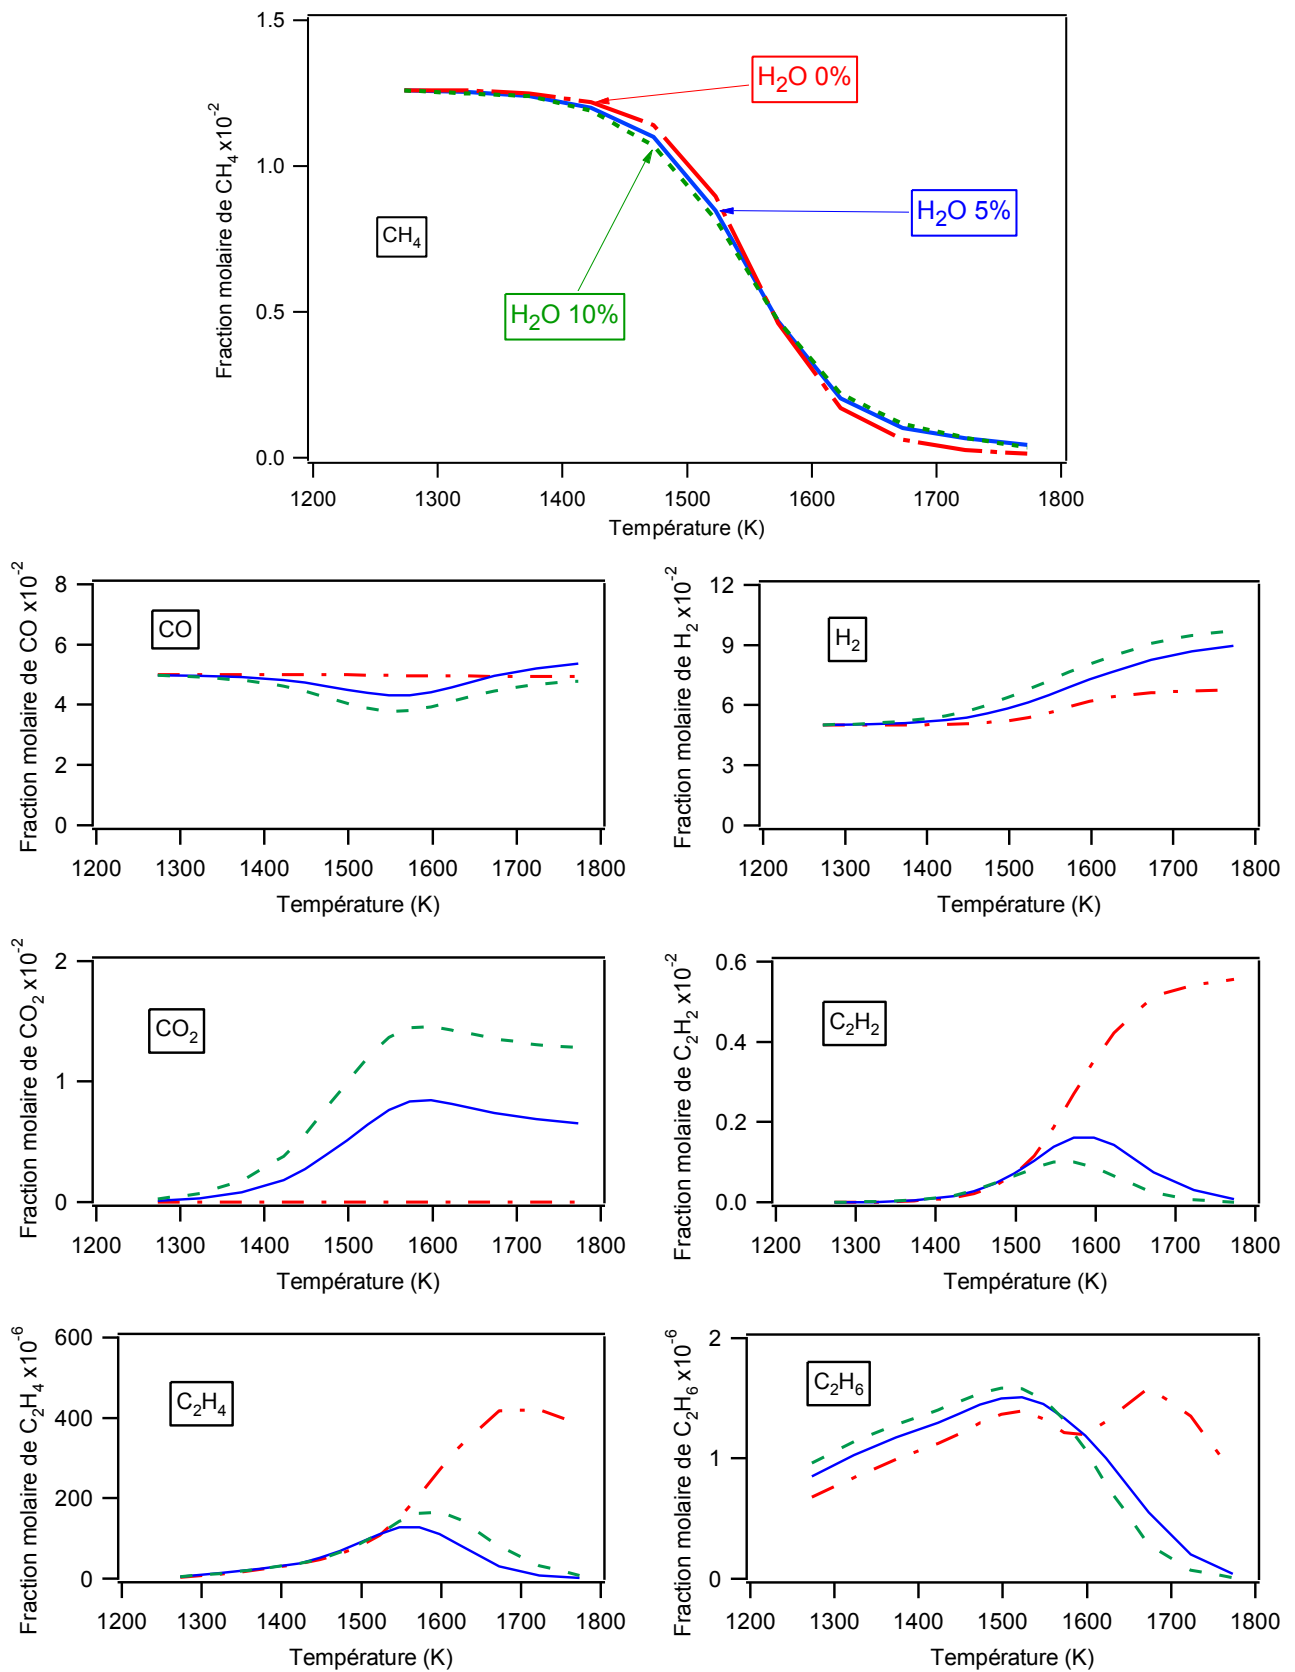 Fraction molaire de CH4 x10-2
1.5
1.0
0.5
0.0
H2O 0%
H2O 5%
H2O 10%
CH4
1200 1300 1400 1500 1600 1700 1800
Température (K)
Fraction molaire de CO x10-2
8
6
4
2
0
CO
1200 1300 1400 1500 1600 1700 1800
Température (K)
Fraction molaire de H2 x10-2
12
9
6
3
0
H2
1200 1300 1400 1500 1600 1700 1800
Température (K)
Fraction molaire de CO2 x10-2
2
1
0
CO2
1200 1300 1400 1500 1600 1700 1800
Température (K)
Fraction molaire de C2H2 x10-2
0.6
0.4
0.2
0.0
C2H2
1200 1300 1400 1500 1600 1700 1800
Température (K)
Fraction molaire de C2H4 x10-6
600
400
200
0
C2H4
1200 1300 1400 1500 1600 1700 1800
Température (K)
Fraction molaire de C2H6 x10-6
2
1
0
C2H6
1200 1300 1400 1500 1600 1700 1800
Température (K)